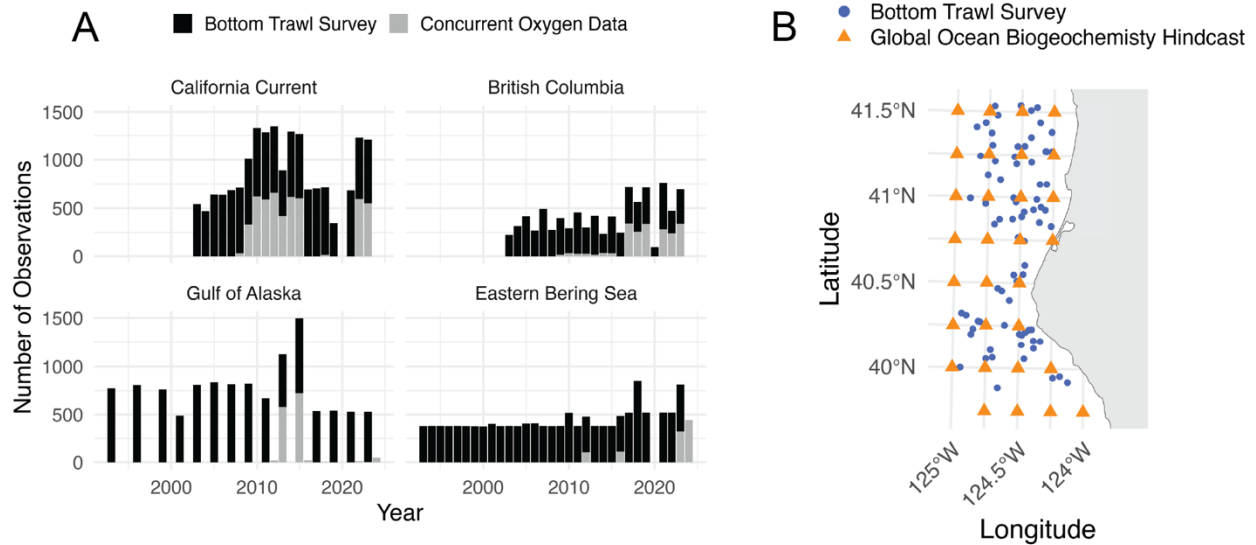 A
Bottom Trawl Survey
Concurrent Oxygen Data
California Current
British Columbia
1500
1000
500
0
Gulf of Alaska
Eastern Bering Sea
1500
1000
500
0
2000
2010
2020
2000
2010
2020
Year
Number of Observations
B
Bottom Trawl Survey
Global Ocean Biogeochemisty Hindcast
41.5°N
41°N
40.5°N
40°N
125°W
124.5°W
124°W
Latitude
Longitude